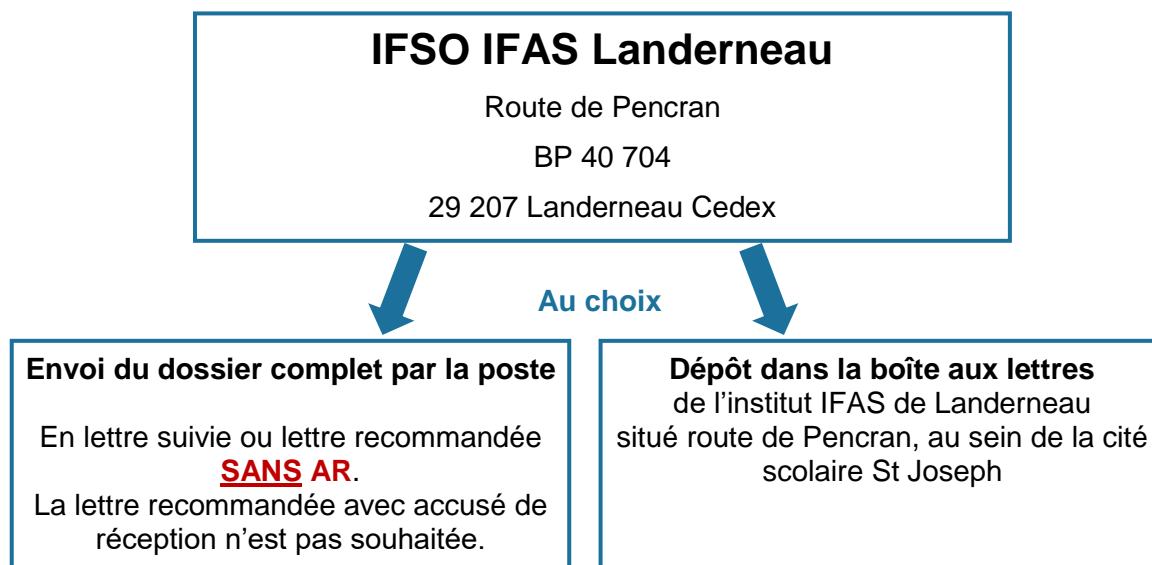 IFSO IFAS Landerneau
Route de Pencran
BP 40 704
29 207 Landerneau Cedex
Au choix
Envoi du dossier complet par la poste
En lettre suivie ou lettre recommandée
SANS AR.
La lettre recommandée avec accusé de
réception n’est pas souhaitée.
Dépôt dans la boîte aux lettres
de l’institut IFAS de Landerneau
situé route de Pencran, au sein de la cité
scolaire St Joseph